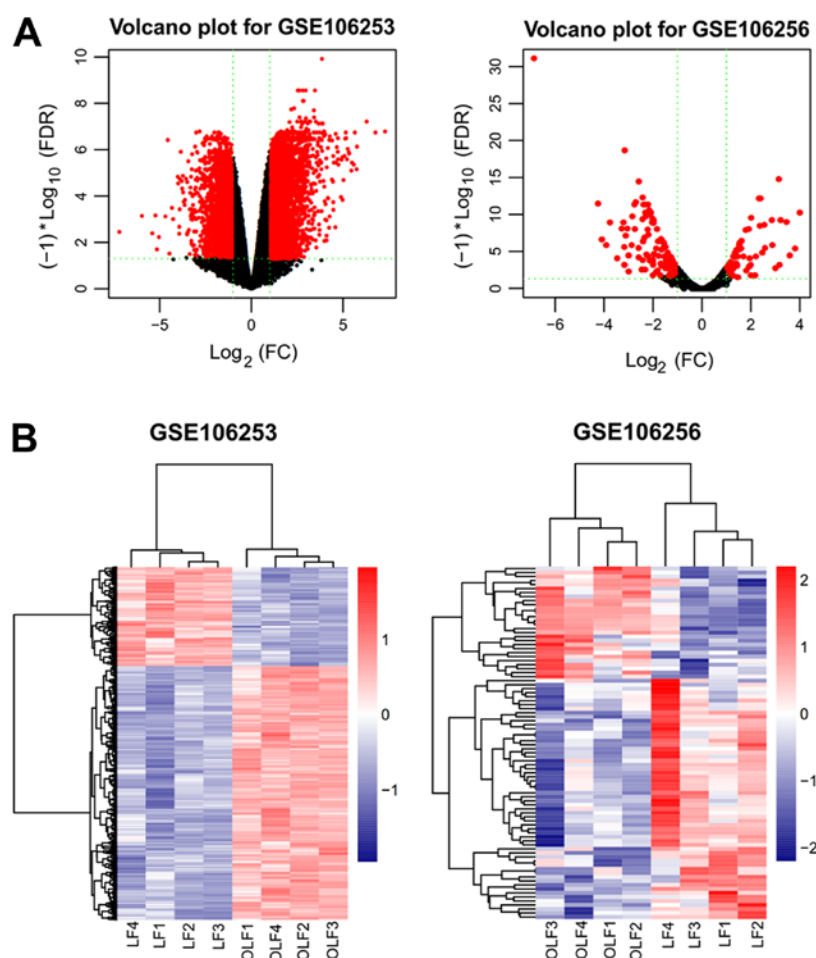 A
Volcano plot for GSE106253
(−1)*Log10 (FDR)
10
8
6
4
2
0
−5
0
5
Log2 (FC)
Volcano plot for GSE106256
(−1)*Log10 (FDR)
30
25
20
15
10
5
0
−6
−4
−2
0
2
4
Log2 (FC)
B
GSE106253
1
0
−1
LF4
LF1
LF2
LF3
OLF1
OLF4
OLF2
OLF3
GSE106256
2
1
0
-1
-2
OLF3
OLF4
OLF1
OLF2
LF4
LF3
LF1
LF2